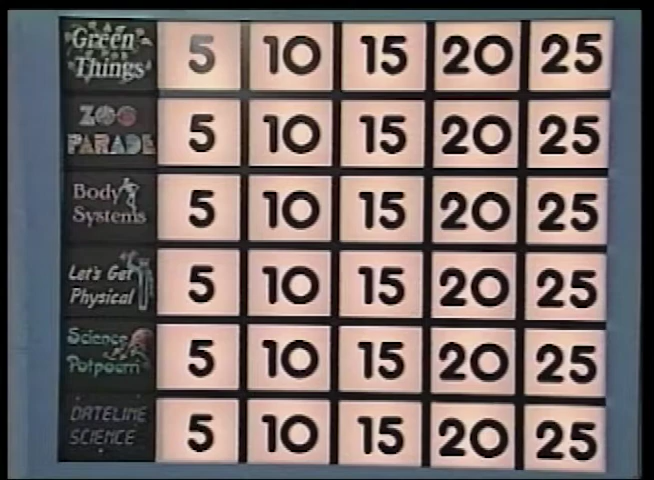 Green Things 5 10 15 20 25
ZOO PARADE 5 10 15 20 25
Body Systems 5 10 15 20 25
Let's Get Physical 5 10 15 20 25
Science Potpourri 5 10 15 20 25
DATELINE SCIENCE 5 10 15 20 25